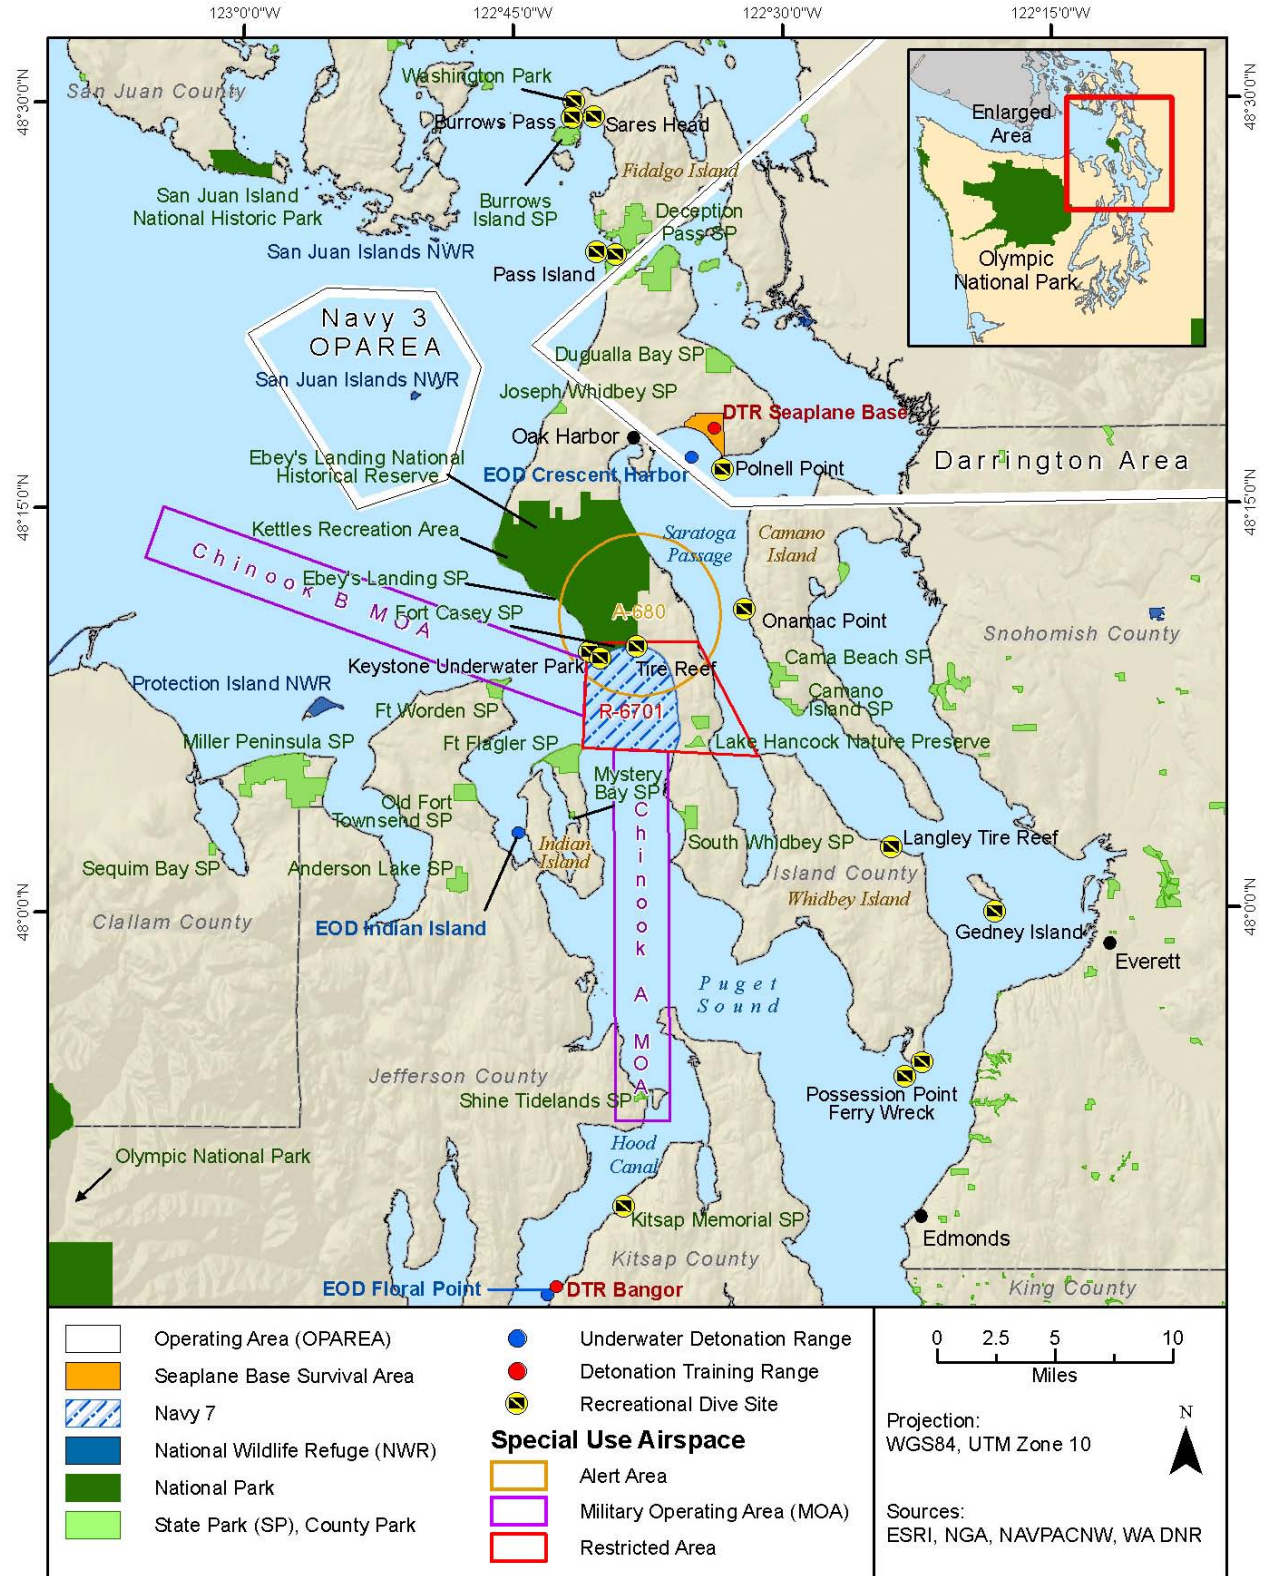 123°0'0"W
122°45'0"W
122°30'0"W
122°15'0"W
48°30'0"N
48°30'0"N
48°15'0"N
48°15'0"N
48°0'0"N
48°0'0"N
San Juan County
Washington Park
Burrows Pass
Sares Head
Fidalgo Island
San Juan Island
National Historic Park
Burrows
Island SP
Deception
Pass SP
San Juan Islands NWR
Pass Island
Enlarged
Area
Olympic
National Park
Navy 3
OPAREA
San Juan Islands NWR
Dugualla Bay SP
Joseph Whidbey SP
DTR Seaplane Base
Oak Harbor
Ebey's Landing National
Historical Reserve
EOD Crescent Harbor
Polnell Point
Darrington Area
Kettles Recreation Area
Saratoga
Passage
Camano
Island
Chinook B MOA
Ebey's Landing SP
Fort Casey SP
A-680
Onamac Point
Snohomish County
Keystone Underwater Park
Tire Reef
Cama Beach SP
Protection Island NWR
Camano
Island SP
Ft Worden SP
R-6701
Miller Peninsula SP
Ft Flagler SP
Lake Hancock Nature Preserve
Mystery
Bay SP
Old Fort
Townsend SP
Chinook A MOA
South Whidbey SP
Langley Tire Reef
Indian
Island
Sequim Bay SP
Anderson Lake SP
Island County
Whidbey Island
Clallam County
EOD Indian Island
Gedney Island
Everett
Puget
Sound
Jefferson County
Shine Tidelands SP
Possession Point
Ferry Wreck
Hood
Canal
Olympic National Park
Kitsap Memorial SP
Edmonds
Kitsap County
King County
EOD Floral Point
DTR Bangor
Operating Area (OPAREA)
Seaplane Base Survival Area
Navy 7
National Wildlife Refuge (NWR)
National Park
State Park (SP), County Park
Underwater Detonation Range
Detonation Training Range
Recreational Dive Site
Special Use Airspace
Alert Area
Military Operating Area (MOA)
Restricted Area
0 2.5 5 10
Miles
Projection:
WGS84, UTM Zone 10
N
Sources:
ESRI, NGA, NAVPACNW, WA DNR